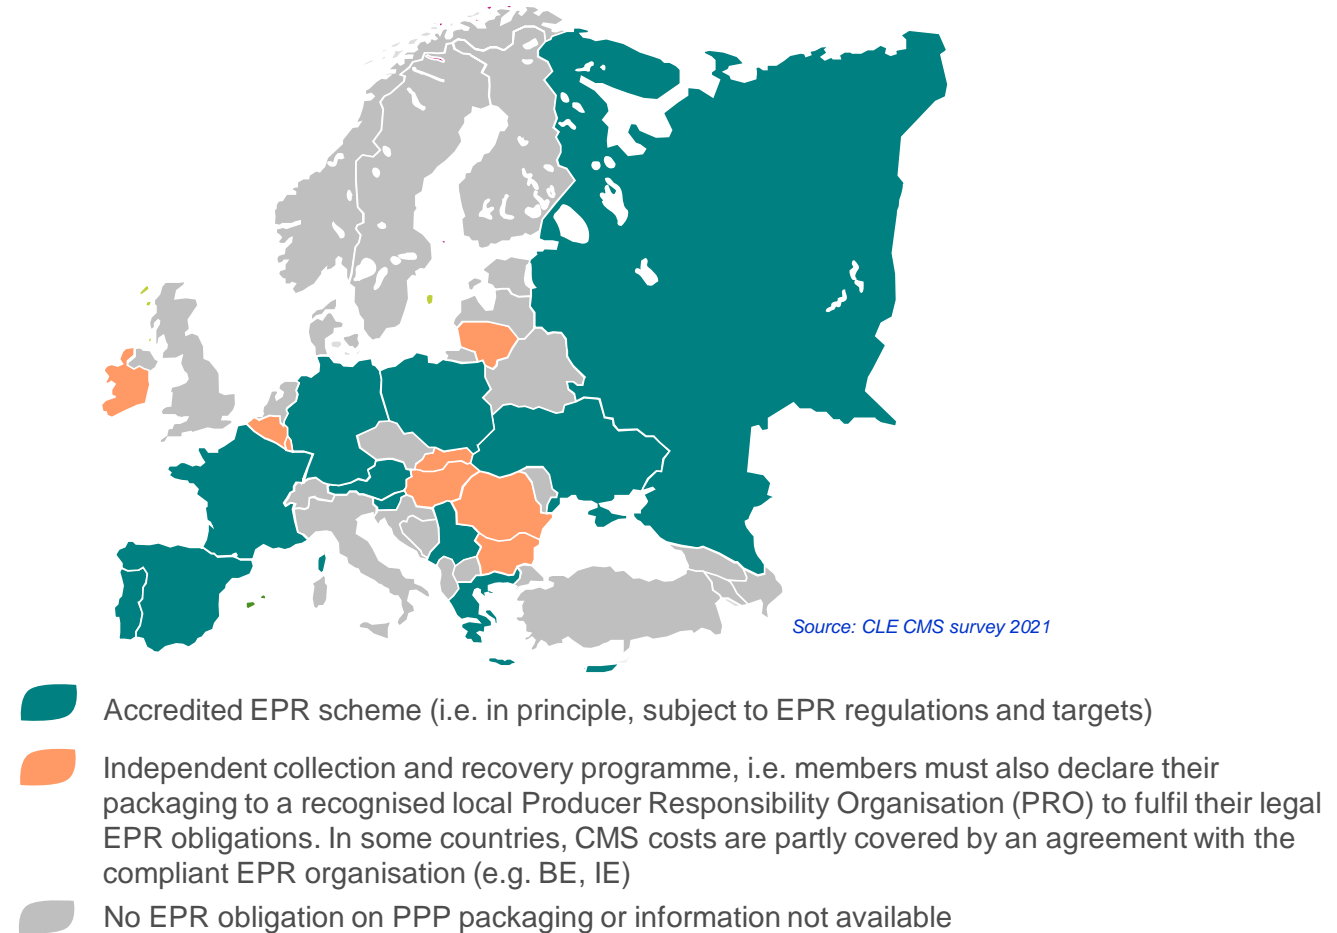 Source: CLE CMS survey 2021
Accredited EPR scheme (i.e. in principle, subject to EPR regulations and targets)
Independent collection and recovery programme, i.e. members must also declare their
packaging to a recognised local Producer Responsibility Organisation (PRO) to fulfil their legal
EPR obligations. In some countries, CMS costs are partly covered by an agreement with the
compliant EPR organisation (e.g. BE, IE)
No EPR obligation on PPP packaging or information not available